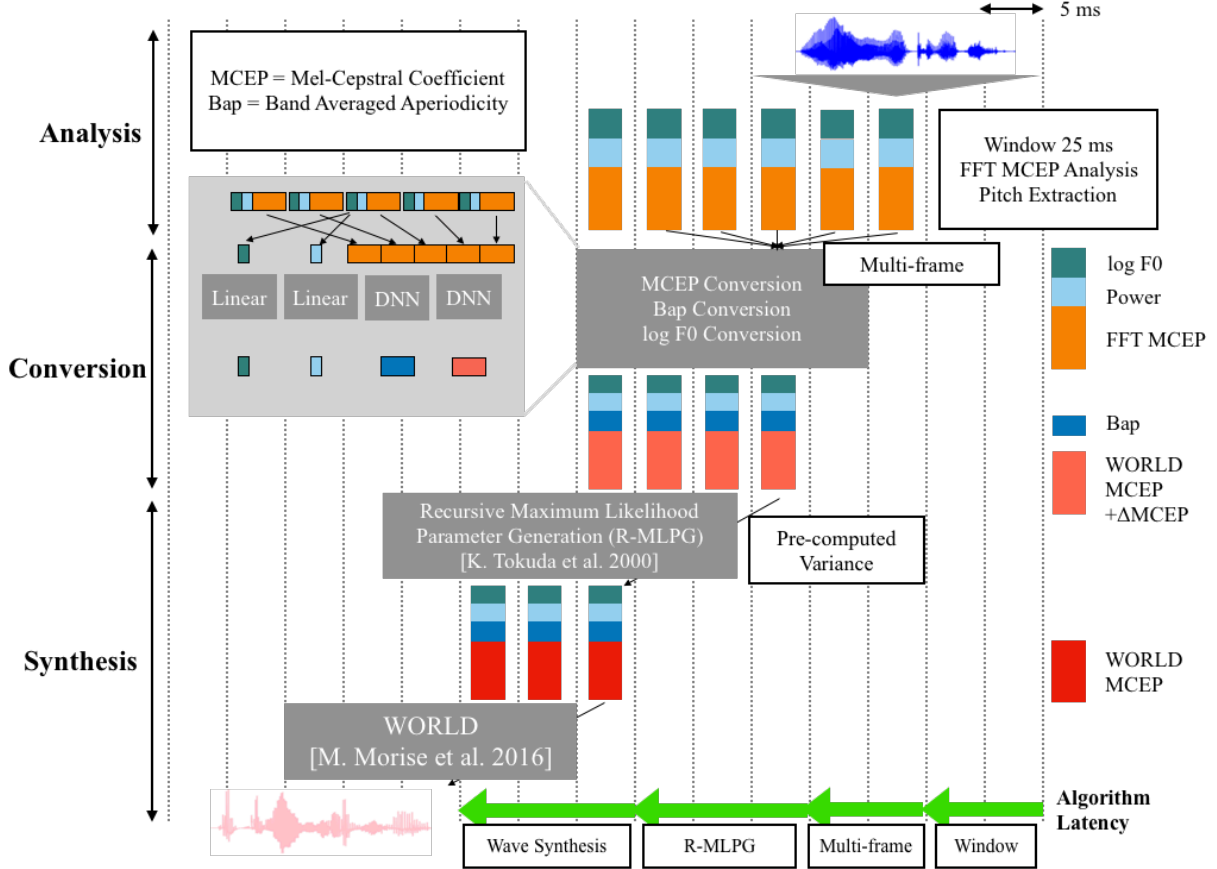 5 ms
MCEP = Mel-Cepstral Coefficient
Bap = Band Averaged Aperiodicity
Analysis
Window 25 ms
FFT MCEP Analysis
Pitch Extraction
Multi-frame
Linear
Linear
DNN
DNN
MCEP Conversion
Bap Conversion
log F0 Conversion
log F0
Power
FFT MCEP
Conversion
Bap
WORLD
MCEP
+ΔMCEP
Recursive Maximum Likelihood
Parameter Generation (R-MLPG)
[K. Tokuda et al. 2000]
Pre-computed
Variance
Synthesis
WORLD
MCEP
WORLD
[M. Morise et al. 2016]
Algorithm
Latency
Wave Synthesis
R-MLPG
Multi-frame
Window